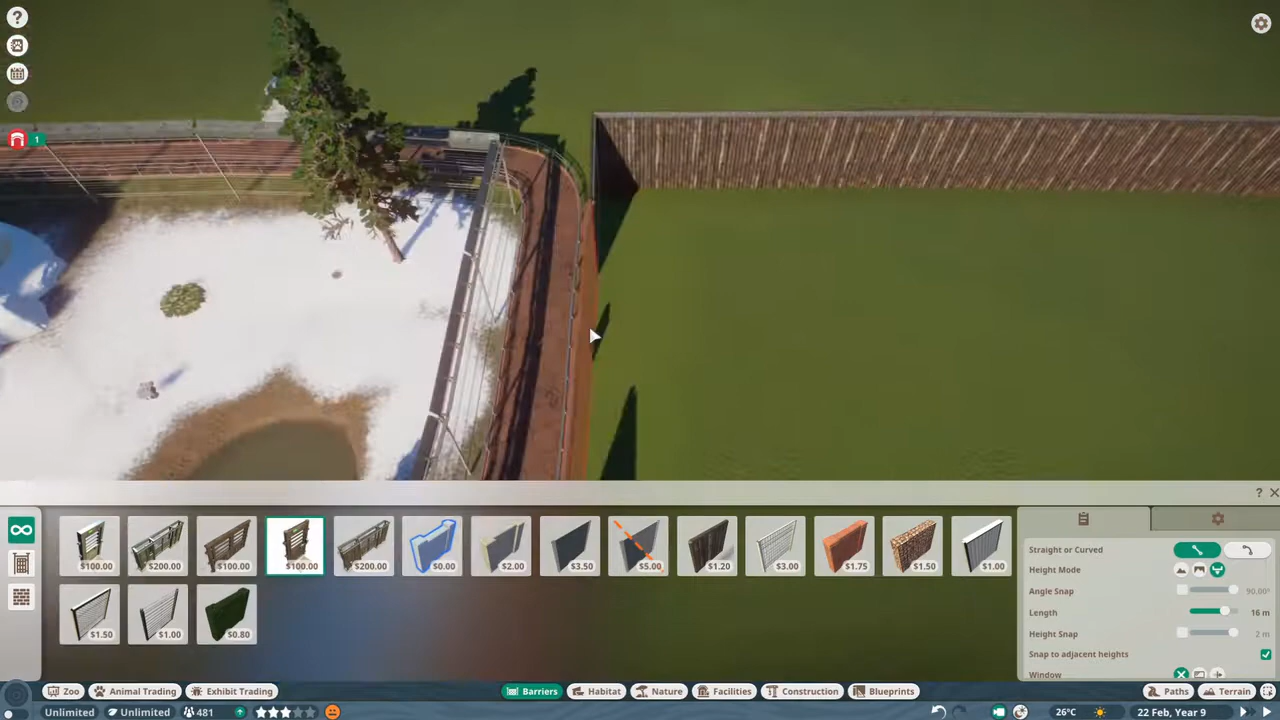 ?
1
?
$100.00 $200.00 $100.00 $100.00 $200.00 $0.00 $2.00 $3.50 $5.00 $1.20 $3.00 $1.75 $1.50 $1.00
$1.50 $1.00 $0.80
Straight or Curved
Height Mode
Angle Snap 90.00°
Length 16 m
Height Snap 2 m
Snap to adjacent heights
Window
Zoo Animal Trading Exhibit Trading Barriers Habitat Nature Facilities Construction Blueprints Paths Terrain
Unlimited Unlimited 481 26°C 22 Feb, Year 9